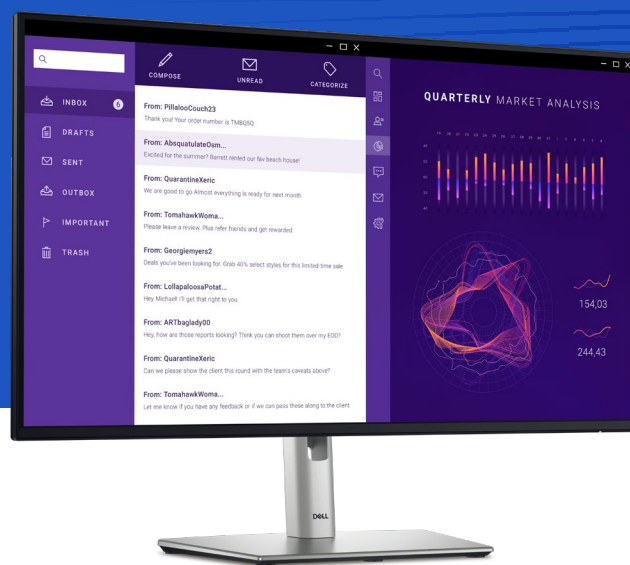 COMPOSE
UNREAD
CATEGORIZE
INBOX 6
DRAFTS
SENT
OUTBOX
IMPORTANT
TRASH
From: PillalooCouch23
Thank you! Your order number is TMBQSQ
From: AbsquatulateOsm...
Excited for the summer? Barrett rented our fav beach house!
From: QuarantineXeric
We are good to go Almost everything is ready for next month
From: TomahawkWoma...
Please leave a review. Plus refer friends and get rewarded.
From: Georgiemyers2
Deals you've been looking for. Grab 40% select styles for this limited-time sale.
From: LollapaloosaPotat...
Hey Michael! I'll get that right to you
From: ARTbaglady00
Hey, how are those reports looking? Think you can shoot them over my EOD?
From: QuarantineXeric
Can we please show the client this round with the team's caveats above?
From: TomahawkWoma...
Let me know if you have any feedback or if we can pass these along to the client
QUARTERLY MARKET ANALYSIS
154,03
244,43
DELL